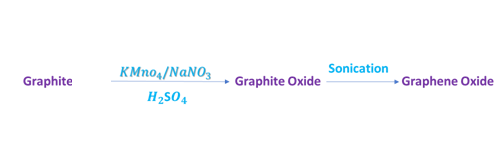 KMno₄/NaNO₃
Sonication
Graphite
Graphite Oxide
Graphene Oxide
H₂SO₄